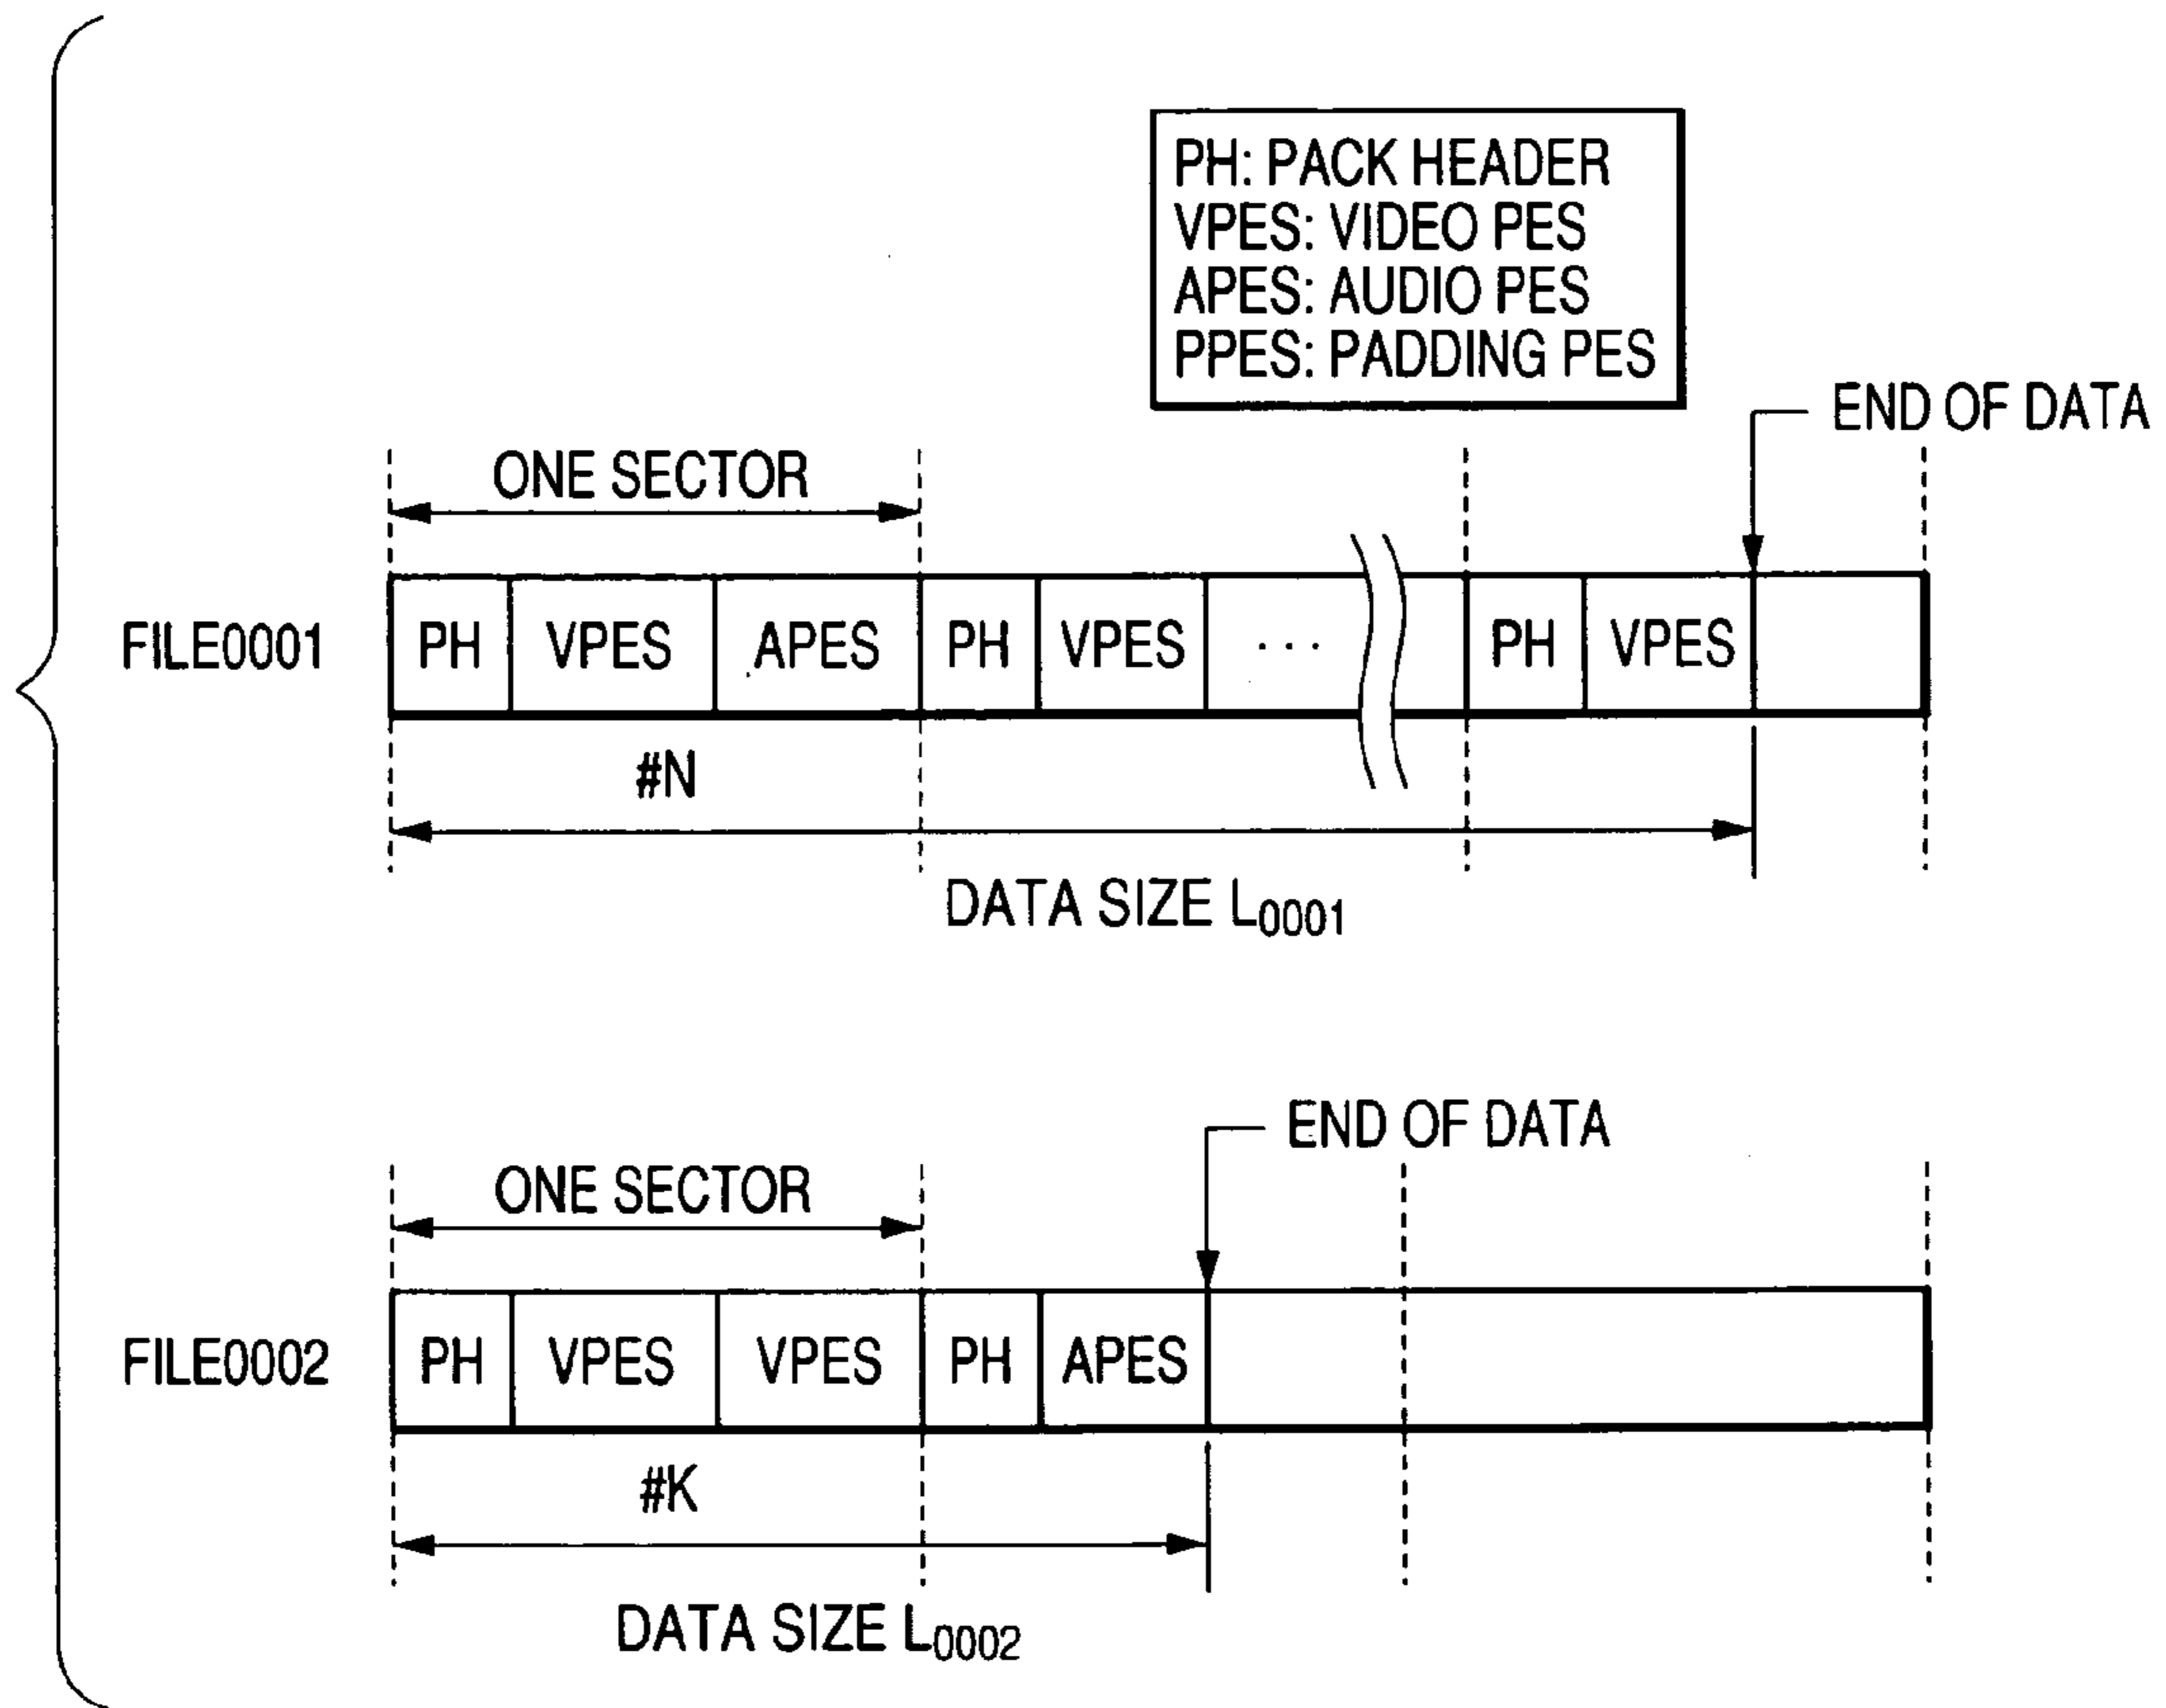 PH: PACK HEADER
VPES: VIDEO PES
APES: AUDIO PES
PPES: PADDING PES
END OF DATA
ONE SECTOR
FILE0001 PH VPES APES PH VPES ... PH VPES
#N
DATA SIZE L0001
END OF DATA
ONE SECTOR
FILE0002 PH VPES VPES PH APES
#K
DATA SIZE L0002